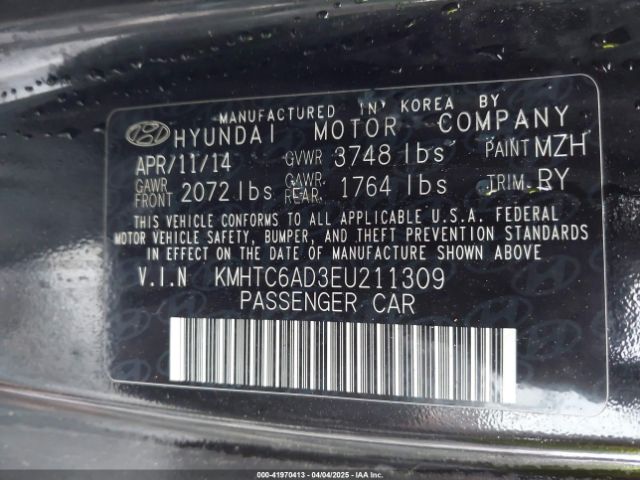 MANUFACTURED IN KOREA BY
HYUNDAI MOTOR COMPANY
APR/11/14 GVWR 3748 lbs PAINT MZH
GAWR FRONT 2072 lbs GAWR REAR. 1764 lbs TRIM. RY
THIS VEHICLE CONFORMS TO ALL APPLICABLE U.S.A. FEDERAL
MOTOR VEHICLE SAFETY, BUMPER, AND THEFT PREVENTION STANDARDS
IN EFFECT ON THE DATE OF MANUFACTURE SHOWN ABOVE.
V.I.N KMHTC6AD3EU211309
PASSENGER CAR
000-41970413 - 04/04/2025 - IAAI.COM